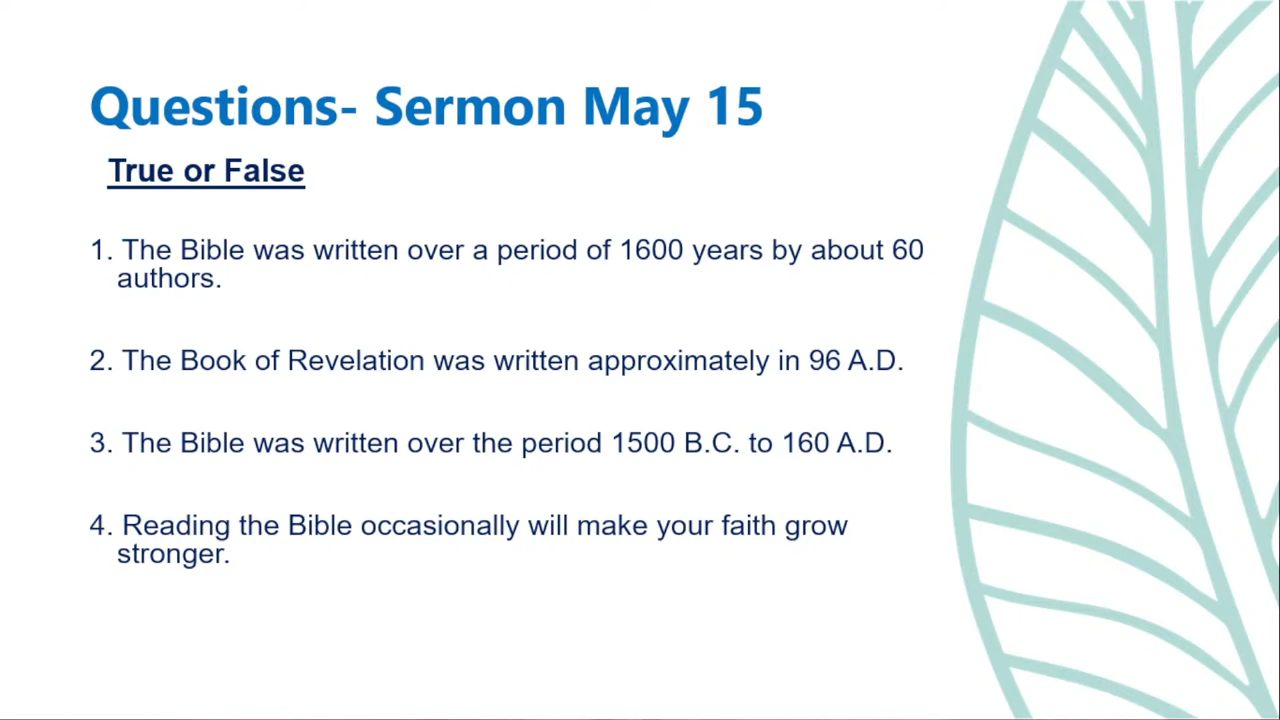 Questions- Sermon May 15
True or False
1. The Bible was written over a period of 1600 years by about 60
authors.
2. The Book of Revelation was written approximately in 96 A.D.
3. The Bible was written over the period 1500 B.C. to 160 A.D.
4. Reading the Bible occasionally will make your faith grow
stronger.